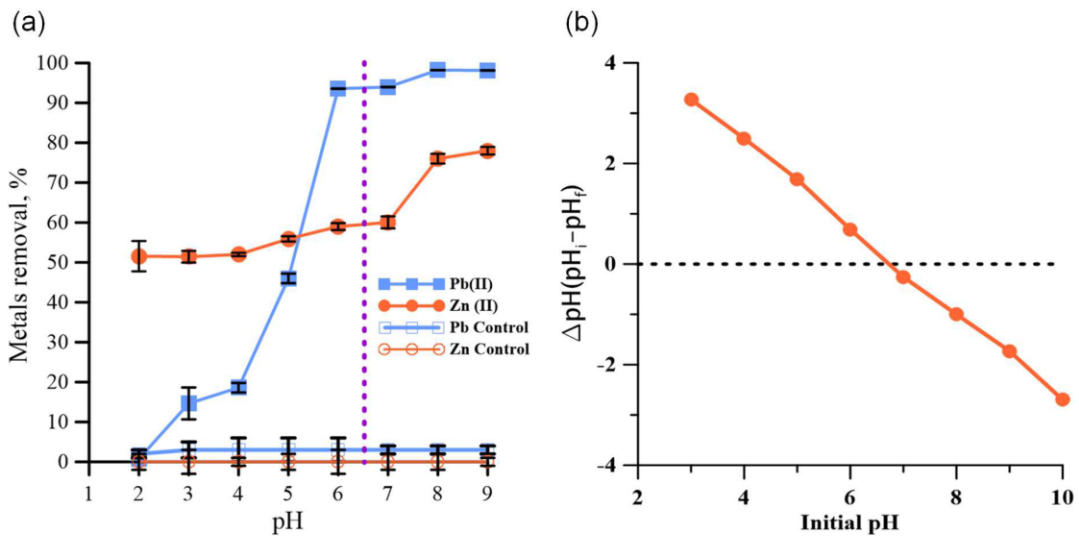 (a)
Metals removal, %
100
90
80
70
60
50
40
30
20
10
0
Pb(II)
Zn (II)
Pb Control
Zn Control
1 2 3 4 5 6 7 8 9
pH
(b)
ΔpH(pHi-pHf)
4
2
0
-2
-4
2 4 6 8 10
Initial pH